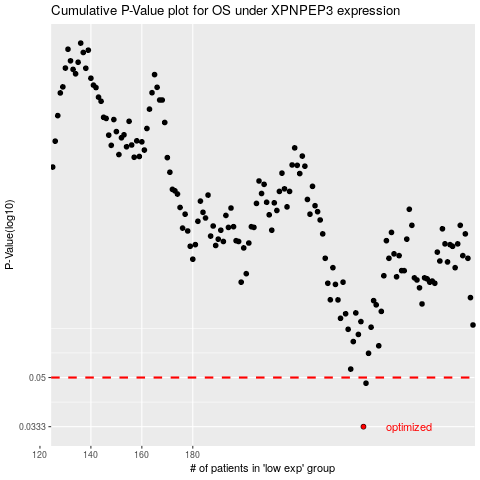 Cumulative P-Value plot for OS under XPNPEP3 expression
P-Value(log10)
0.05
0.0333
optimized
120 140 160 180
# of patients in 'low exp' group